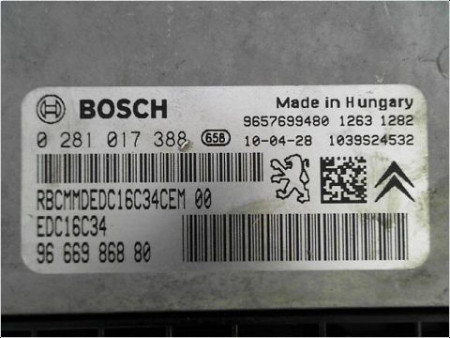 BOSCH
Made in Hungary
9657699480 1263 1282
0 281 017 388 658 10-04-28 1039S24532
RBCMMDEDC16C34CEM 00
EDC16C34
96 669 868 80